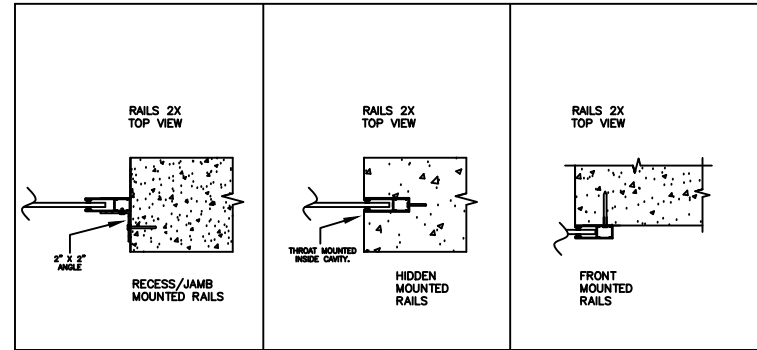 RAILS 2X
TOP VIEW
2" X 2"
ANGLE
RECESS/JAMB
MOUNTED RAILS
RAILS 2X
TOP VIEW
THROAT MOUNTED
INSIDE CAVITY.
HIDDEN
MOUNTED
RAILS
RAILS 2X
TOP VIEW
FRONT
MOUNTED
RAILS